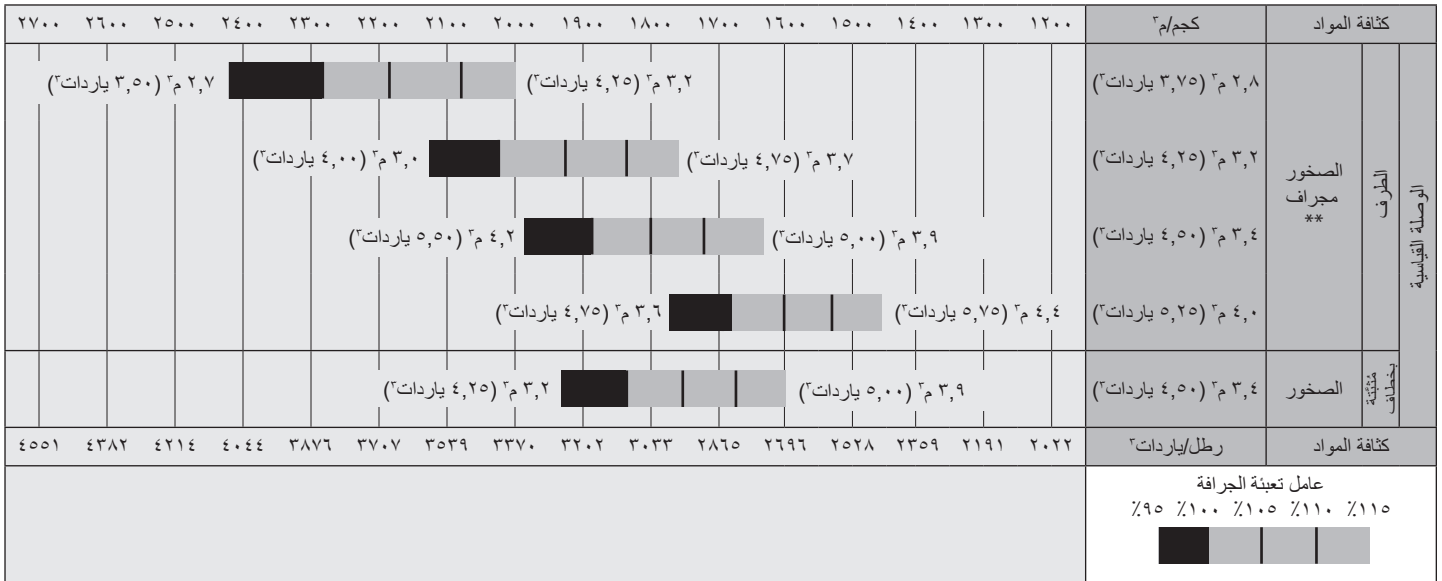 كثافة المواد كجم/م٣ ١٢٠٠ ١٣٠٠ ١٤٠٠ ١٥٠٠ ١٦٠٠ ١٧٠٠ ١٨٠٠ ١٩٠٠ ٢٠٠٠ ٢١٠٠ ٢٢٠٠ ٢٣٠٠ ٢٤٠٠ ٢٥٠٠ ٢٦٠٠ ٢٧٠٠
الوصلة القياسية
الطرف
الصخور
مجراف
**
٢,٨ م٣ (٣,٧٥ ياردات٣) ٣,٢ م٣ (٤,٢٥ ياردات٣) ٢,٧ م٣ (٣,٥٠ ياردات٣)
٣,٢ م٣ (٤,٢٥ ياردات٣) ٣,٧ م٣ (٤,٧٥ ياردات٣) ٣,٠ م٣ (٤,٠٠ ياردات٣)
٣,٤ م٣ (٤,٥٠ ياردات٣) ٣,٩ م٣ (٥,٠٠ ياردات٣) ٤,٢ م٣ (٥,٥٠ ياردات٣)
٤,٠ م٣ (٥,٢٥ ياردات٣) ٤,٤ م٣ (٥,٧٥ ياردات٣) ٣,٦ م٣ (٤,٧٥ ياردات٣)
مُثبَّتة
بخطاف
الصخور ٣,٤ م٣ (٤,٥٠ ياردات٣) ٣,٩ م٣ (٥,٠٠ ياردات٣) ٣,٢ م٣ (٤,٢٥ ياردات٣)
كثافة المواد رطل/ياردات٣ ٢٠٢٢ ٢١٩١ ٢٣٥٩ ٢٥٢٨ ٢٦٩٦ ٢٨٦٥ ٣٠٣٣ ٣٢٠٢ ٣٣٧٠ ٣٥٣٩ ٣٧٠٧ ٣٨٧٦ ٤٠٤٤ ٤٢١٤ ٤٣٨٢ ٤٥٥١
عامل تعبئة الجرافة
٪١١٥ ٪١١٠ ٪١٠٥ ٪١٠٠ ٪٩٥